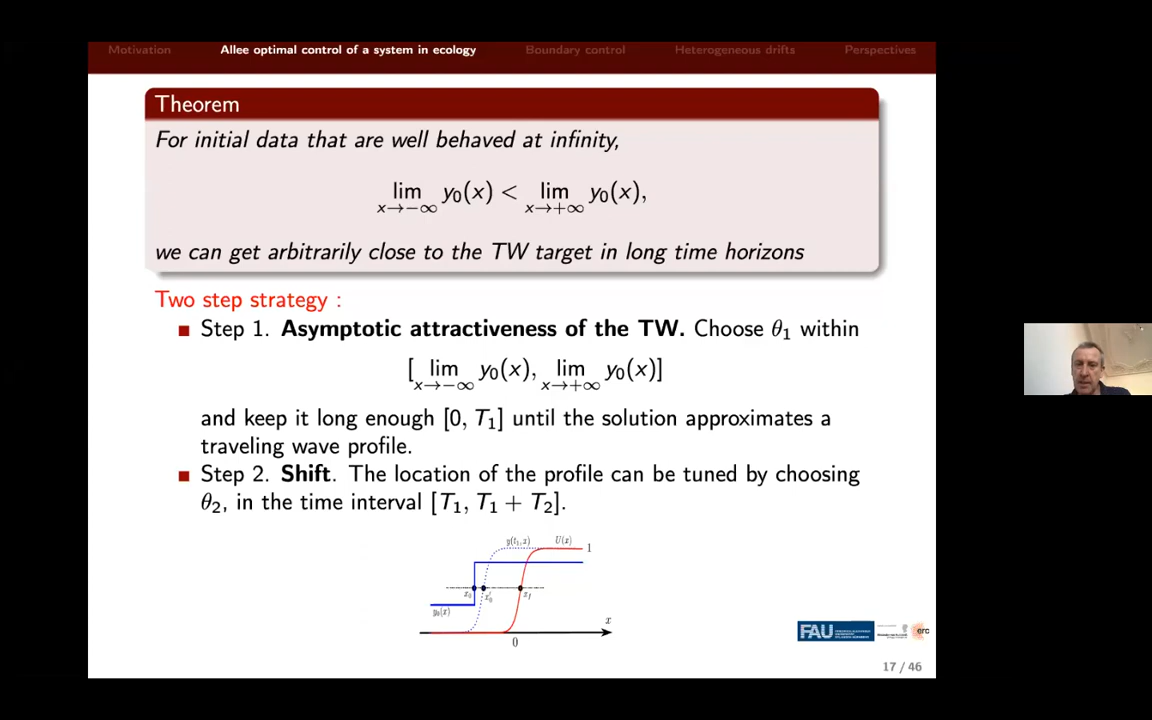 Motivation Allee optimal control of a system in ecology Boundary control Heterogeneous drifts Perspectives
Theorem
For initial data that are well behaved at infinity,
lim x→−∞ y₀(x) < lim x→+∞ y₀(x),
we can get arbitrarily close to the TW target in long time horizons
Two step strategy :
Step 1. Asymptotic attractiveness of the TW. Choose θ₁ within
[ lim x→−∞ y₀(x), lim x→+∞ y₀(x)]
and keep it long enough [0, T₁] until the solution approximates a
traveling wave profile.
Step 2. Shift. The location of the profile can be tuned by choosing
θ₂, in the time interval [T₁, T₁ + T₂].
y(t₁,x) U(x) 1
x₀ x₀′ x_f
y₀(x)
x
0
FAU erc
17 / 46